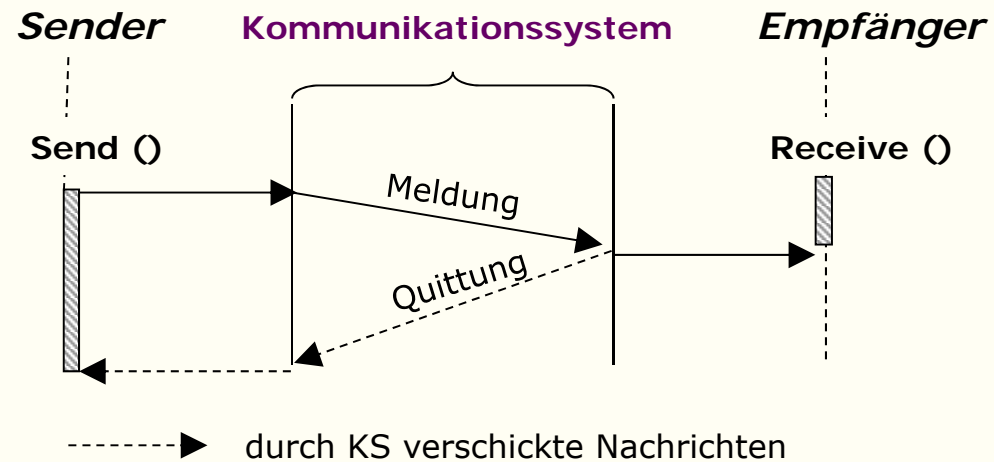 Sender Kommunikationssystem Empfänger
Send () Receive ()
Meldung
Quittung
durch KS verschickte Nachrichten